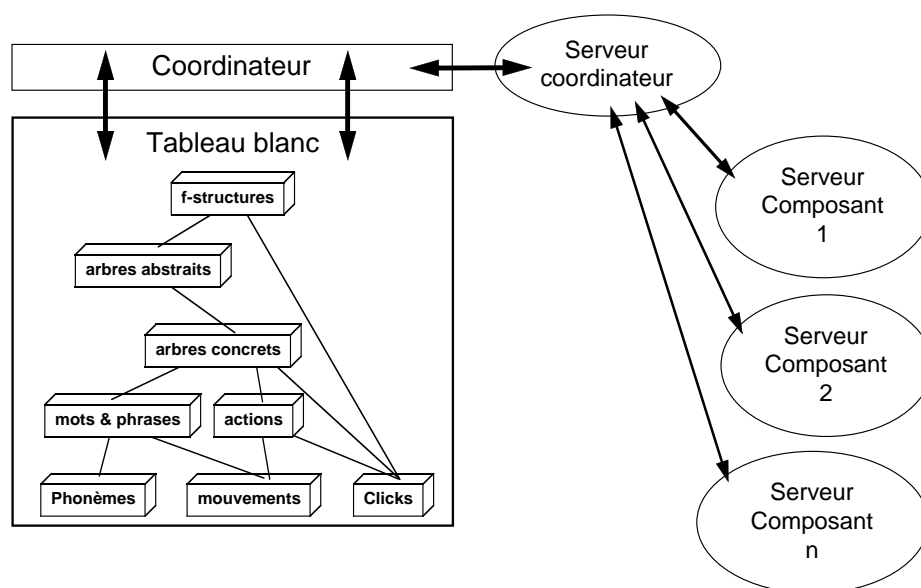 Coordinateur
Serveur
coordinateur
Tableau blanc
f-structures
arbres abstraits
arbres concrets
mots & phrases
actions
Phonèmes
mouvements
Clicks
Serveur
Composant
1
Serveur
Composant
2
Serveur
Composant
n